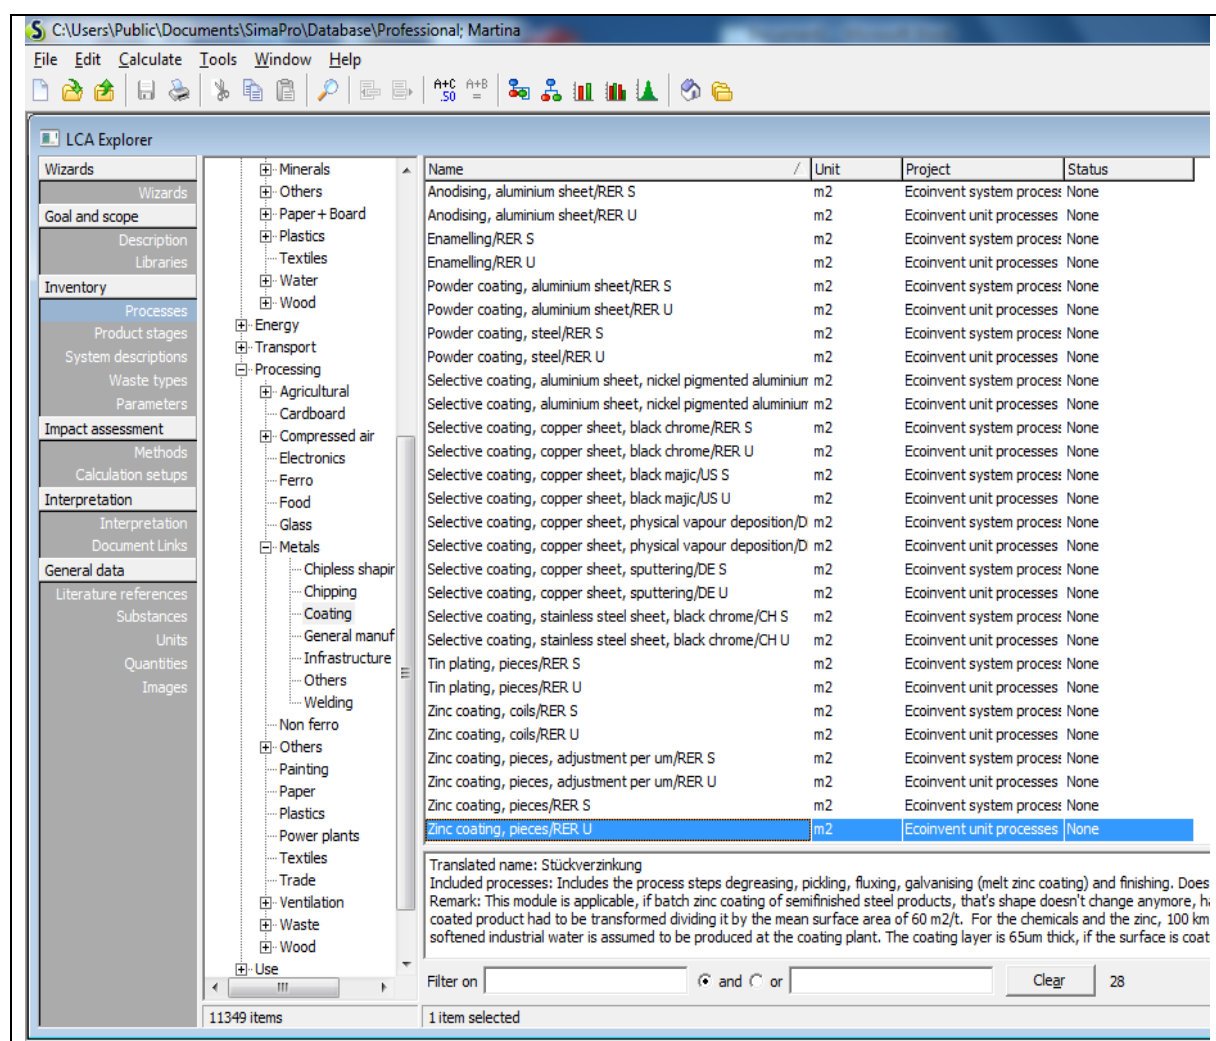 C:\Users\Public\Documents\SimaPro\Database\Professional; Martina
File Edit Calculate Tools Window Help
A+C .50 A+B =
LCA Explorer
Wizards
Wizards
Goal and scope
Description
Libraries
Inventory
Processes
Product stages
System descriptions
Waste types
Parameters
Impact assessment
Methods
Calculation setups
Interpretation
Interpretation
Document Links
General data
Literature references
Substances
Units
Quantities
Images
Minerals
Others
Paper+ Board
Plastics
Textiles
Water
Wood
Energy
Transport
Processing
Agricultural
Cardboard
Compressed air
Electronics
Ferro
Food
Glass
Metals
Chipless shapir
Chipping
Coating
General manuf
Infrastructure
Others
Welding
Non ferro
Others
Painting
Paper
Plastics
Power plants
Textiles
Trade
Ventilation
Waste
Wood
Use
11349 items
Name / Unit Project Status
Anodising, aluminium sheet/RER S m2 Ecoinvent system process None
Anodising, aluminium sheet/RER U m2 Ecoinvent unit processes None
Enamelling/RER S m2 Ecoinvent system process None
Enamelling/RER U m2 Ecoinvent unit processes None
Powder coating, aluminium sheet/RER S m2 Ecoinvent system process None
Powder coating, aluminium sheet/RER U m2 Ecoinvent unit processes None
Powder coating, steel/RER S m2 Ecoinvent system process None
Powder coating, steel/RER U m2 Ecoinvent unit processes None
Selective coating, aluminium sheet, nickel pigmented aluminiun m2 Ecoinvent system process None
Selective coating, aluminium sheet, nickel pigmented aluminiun m2 Ecoinvent unit processes None
Selective coating, copper sheet, black chrome/RER S m2 Ecoinvent system process None
Selective coating, copper sheet, black chrome/RER U m2 Ecoinvent unit processes None
Selective coating, copper sheet, black majic/US S m2 Ecoinvent system process None
Selective coating, copper sheet, black majic/US U m2 Ecoinvent unit processes None
Selective coating, copper sheet, physical vapour deposition/D m2 Ecoinvent system process None
Selective coating, copper sheet, physical vapour deposition/D m2 Ecoinvent unit processes None
Selective coating, copper sheet, sputtering/DE S m2 Ecoinvent system process None
Selective coating, copper sheet, sputtering/DE U m2 Ecoinvent unit processes None
Selective coating, stainless steel sheet, black chrome/CH S m2 Ecoinvent system process None
Selective coating, stainless steel sheet, black chrome/CH U m2 Ecoinvent unit processes None
Tin plating, pieces/RER S m2 Ecoinvent system process None
Tin plating, pieces/RER U m2 Ecoinvent unit processes None
Zinc coating, coils/RER S m2 Ecoinvent system process None
Zinc coating, coils/RER U m2 Ecoinvent unit processes None
Zinc coating, pieces, adjustment per um/RER S m2 Ecoinvent system process None
Zinc coating, pieces, adjustment per um/RER U m2 Ecoinvent unit processes None
Zinc coating, pieces/RER S m2 Ecoinvent system process None
Zinc coating, pieces/RER U m2 Ecoinvent unit processes None
Translated name: Stückverzinkung
Included processes: Includes the process steps degreasing, pickling, fluxing, galvanising (melt zinc coating) and finishing. Does
Remark: This module is applicable, if batch zinc coating of semifinished steel products, that's shape doesn't change anymore, ha
coated product had to be transformed dividing it by the mean surface area of 60 m2/t. For the chemicals and the zinc, 100 km
softened industrial water is assumed to be produced at the coating plant. The coating layer is 65um thick, if the surface is coat
Filter on and or Clear 28
1 item selected